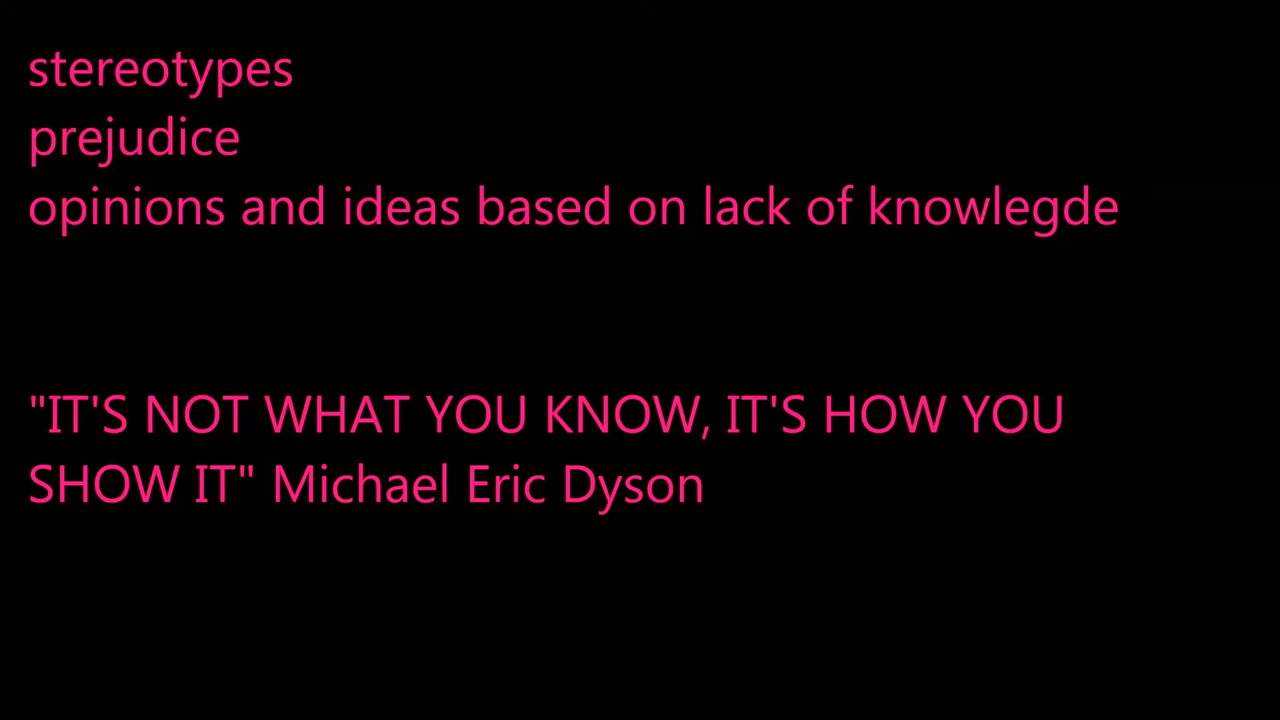 stereotypes
prejudice
opinions and ideas based on lack of knowlegde
"IT'S NOT WHAT YOU KNOW, IT'S HOW YOU
SHOW IT" Michael Eric Dyson